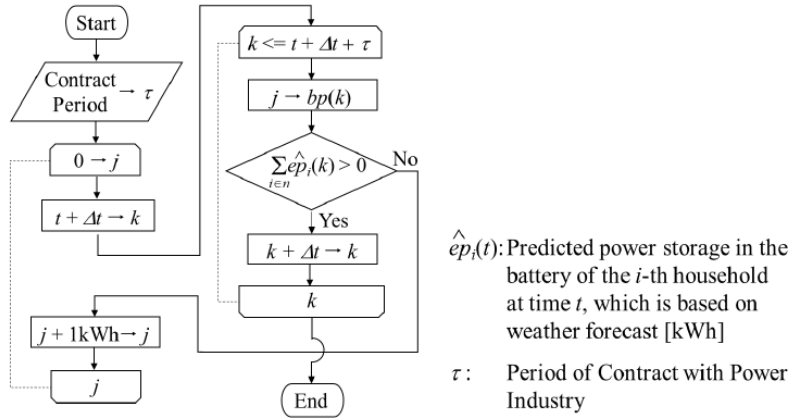 Start
Contract
Period → τ
0 → j
t + Δt → k
j + 1kWh → j
j
k <= t + Δt + τ
j → bp(k)
∑ êp_i(k) > 0
i∈n
No
Yes
k + Δt → k
k
End
êp_i(t): Predicted power storage in the
battery of the i-th household
at time t, which is based on
weather forecast [kWh]
τ : Period of Contract with Power
Industry